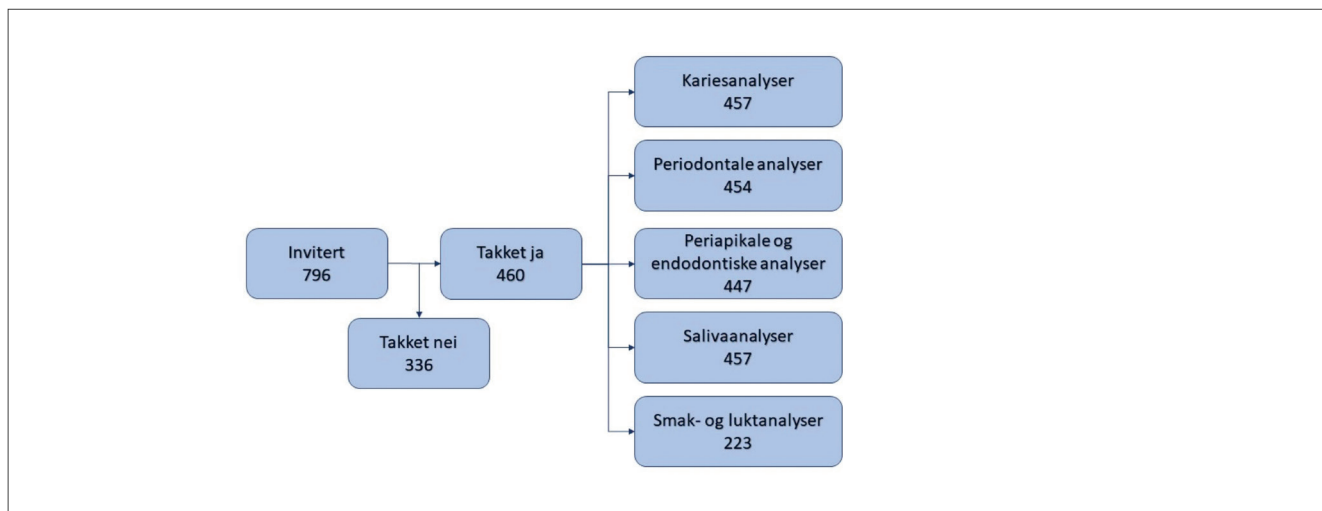 Invitert
796
Takket nei
336
Takket ja
460
Kariesanalyser
457
Periodontale analyser
454
Periapikale og
endodontiske analyser
447
Salivaanalyser
457
Smak- og luktanalyser
223